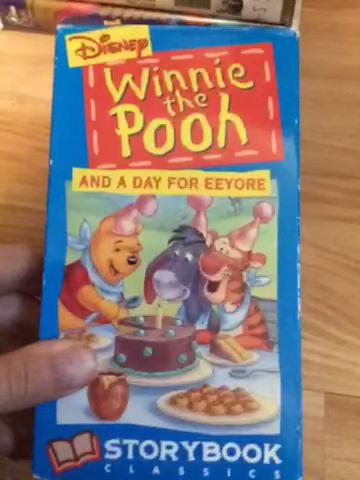 Disney
Winnie
the
Pooh
AND A DAY FOR EEYORE
STORYBOOK
CLASSICS